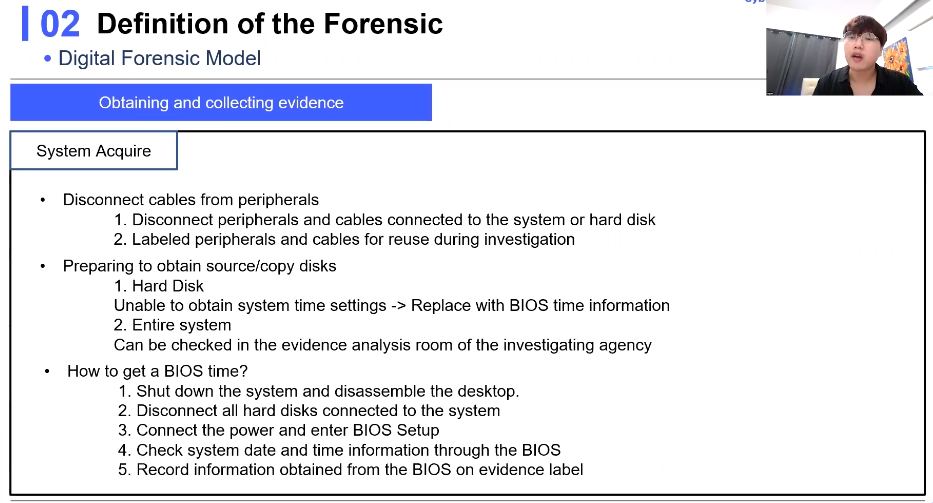 02 Definition of the Forensic
• Digital Forensic Model
Obtaining and collecting evidence
System Acquire
• Disconnect cables from peripherals
1. Disconnect peripherals and cables connected to the system or hard disk
2. Labeled peripherals and cables for reuse during investigation
• Preparing to obtain source/copy disks
1. Hard Disk
Unable to obtain system time settings -> Replace with BIOS time information
2. Entire system
Can be checked in the evidence analysis room of the investigating agency
• How to get a BIOS time?
1. Shut down the system and disassemble the desktop.
2. Disconnect all hard disks connected to the system
3. Connect the power and enter BIOS Setup
4. Check system date and time information through the BIOS
5. Record information obtained from the BIOS on evidence label